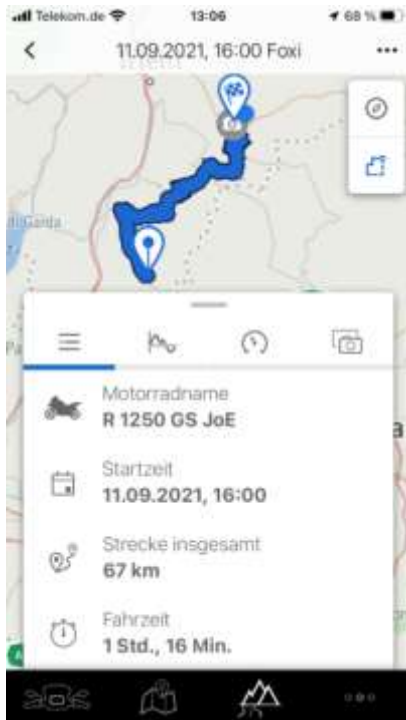 Telekom.de
13:06
68 %
11.09.2021, 16:00 Foxi
Garda
Motorradname
R 1250 GS JoE
Startzeit
11.09.2021, 16:00
Strecke insgesamt
67 km
Fahrzeit
1 Std., 16 Min.